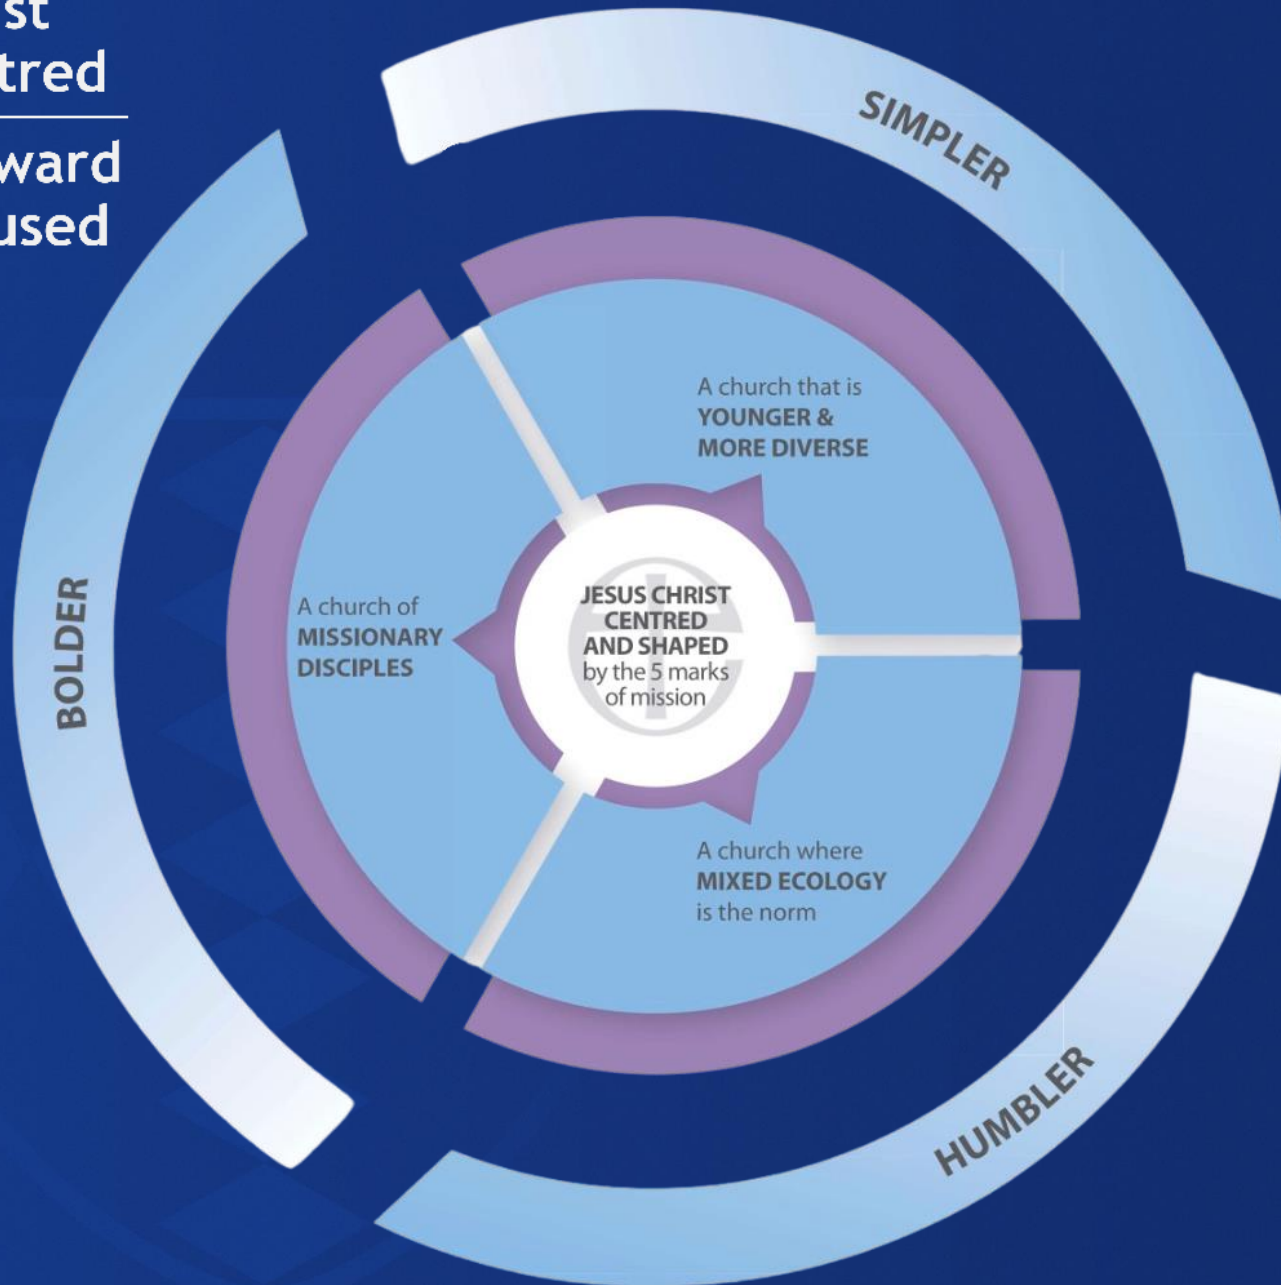 st
tred
ward
used
SIMPLER
A church that is
YOUNGER &
MORE DIVERSE
BOLDER
A church of
MISSIONARY
DISCIPLES
JESUS CHRIST
CENTRED
AND SHAPED
by the 5 marks
of mission
A church where
MIXED ECOLOGY
is the norm
HUMBLER